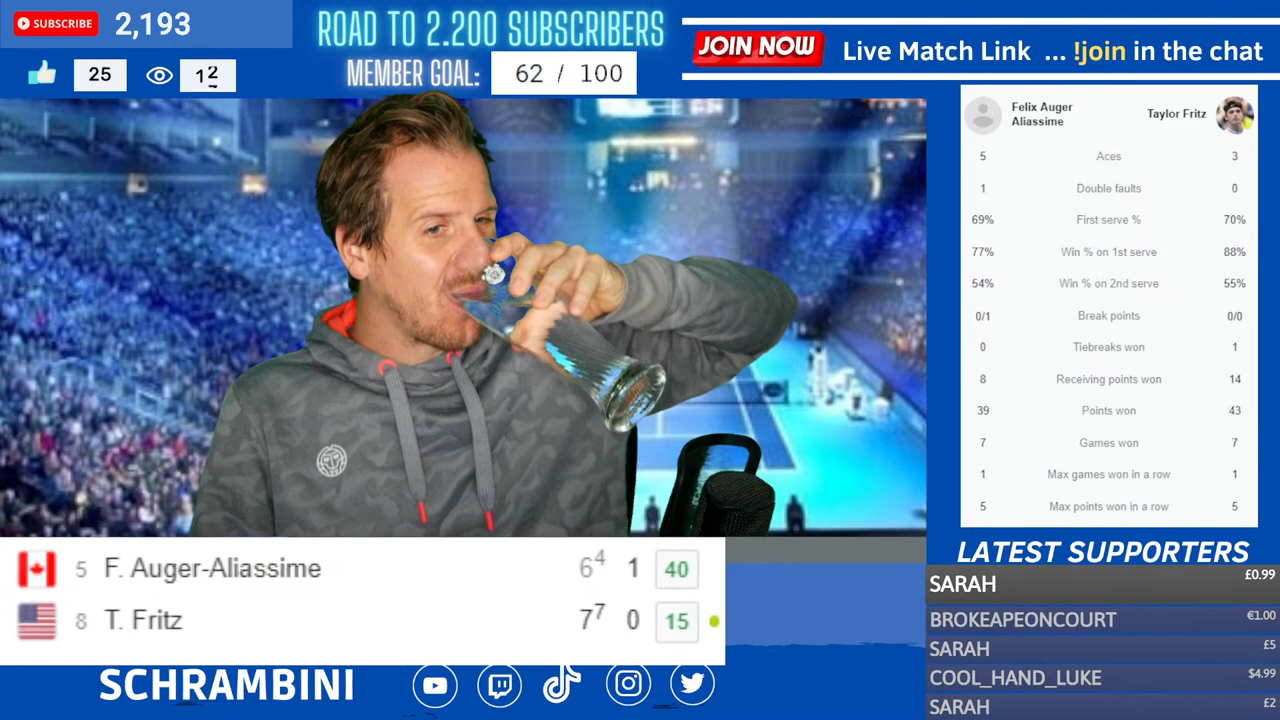 SUBSCRIBE 2,193
ROAD TO 2.200 SUBSCRIBERS
25 12
MEMBER GOAL: 62 / 100
JOIN NOW Live Match Link ... !join in the chat
Felix Auger Aliassime Taylor Fritz
5 Aces 3
1 Double faults 0
69% First serve % 70%
77% Win % on 1st serve 88%
54% Win % on 2nd serve 55%
0/1 Break points 0/0
0 Tiebreaks won 1
8 Receiving points won 14
39 Points won 43
7 Games won 7
1 Max games won in a row 1
5 Max points won in a row 5
5 F. Auger-Aliassime 6⁴ 1 40
8 T. Fritz 7⁷ 0 15
LATEST SUPPORTERS
SARAH £0.99
BROKEAPEONCOURT €1.00
SARAH £5
COOL_HAND_LUKE $4.99
SARAH £2
SCHRAMBINI